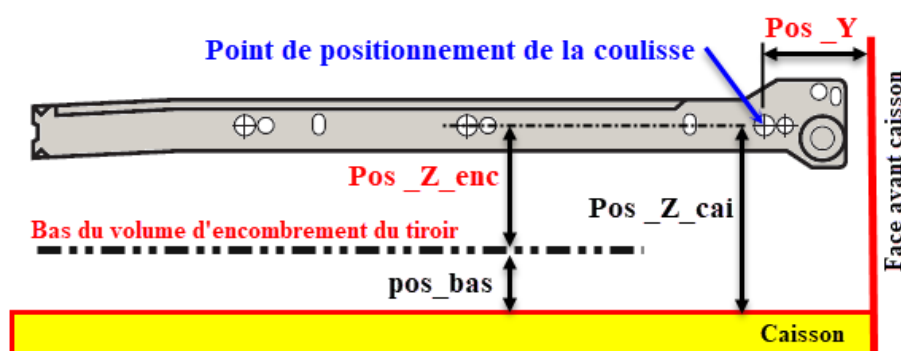 Pos _Y
Point de positionnement de la coulisse
Face avant caisson
Pos _Z_enc
Pos _Z_cai
Bas du volume d'encombrement du tiroir
pos_bas
Caisson